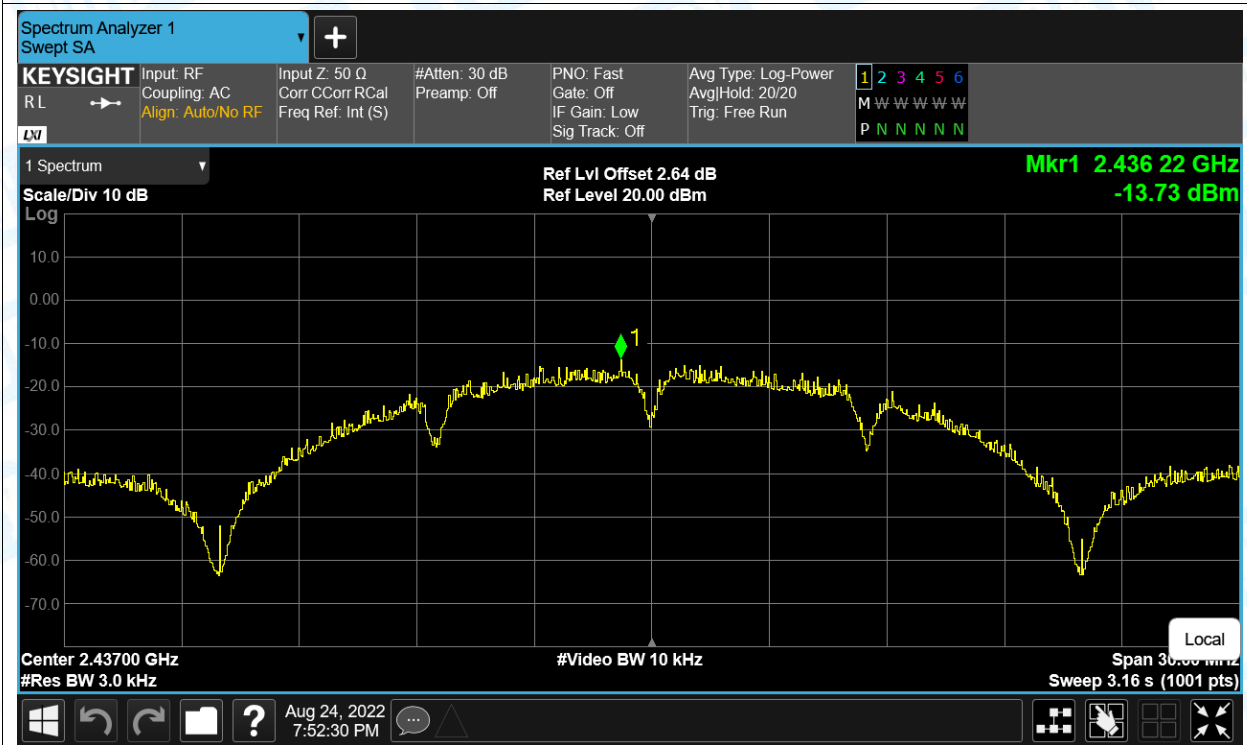 Spectrum Analyzer 1
Swept SA
KEYSIGHT
R L
LXI
Input: RF
Coupling: AC
Align: Auto/No RF
Input Z: 50 Ω
Corr CCorr RCal
Freq Ref: Int (S)
#Atten: 30 dB
Preamp: Off
PNO: Fast
Gate: Off
IF Gain: Low
Sig Track: Off
Avg Type: Log-Power
Avg|Hold: 20/20
Trig: Free Run
1 2 3 4 5 6
M W W W W W
P N N N N N
1 Spectrum
Scale/Div 10 dB
Log
Ref Lvl Offset 2.64 dB
Ref Level 20.00 dBm
Mkr1 2.436 22 GHz
-13.73 dBm
10.0
0.00
-10.0
-20.0
-30.0
-40.0
-50.0
-60.0
-70.0
1
Local
Center 2.43700 GHz
#Video BW 10 kHz
Span 30.00 MHz
#Res BW 3.0 kHz
Sweep 3.16 s (1001 pts)
?
Aug 24, 2022
7:52:30 PM